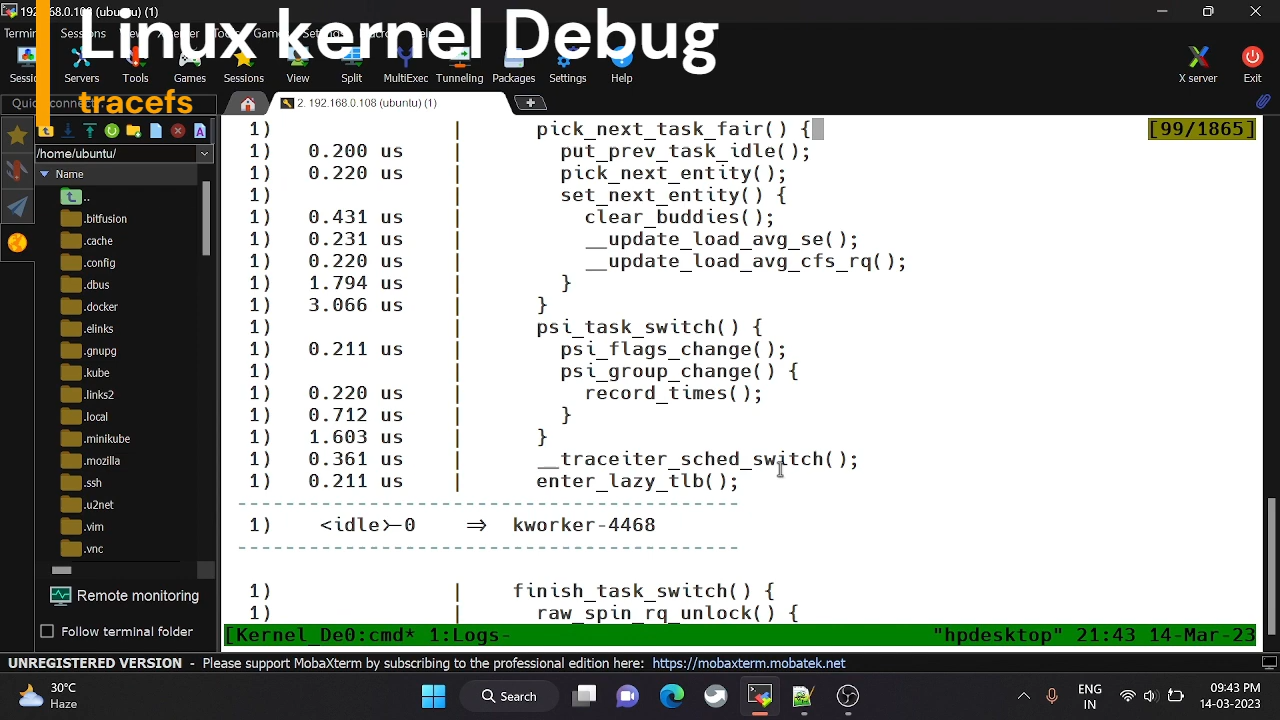 192.168.0.108 (ubuntu) (1)
Linux kernel Debug
tracefs
Sessions
Servers
Tools
Games
Sessions
View
Split
MultiExec
Tunneling
Packages
Settings
Help
X server
Exit
2. 192.168.0.108 (ubuntu) (1)
/home/ubuntu/
Name
..
.bitfusion
.cache
.config
.dbus
.docker
.elinks
.gnupg
.kube
.links2
.local
.minikube
.mozilla
.ssh
.u2net
.vim
.vnc
Remote monitoring
Follow terminal folder
1) | pick_next_task_fair() { [99/1865]
1) 0.200 us | put_prev_task_idle();
1) 0.220 us | pick_next_entity();
1) | set_next_entity() {
1) 0.431 us | clear_buddies();
1) 0.231 us | __update_load_avg_se();
1) 0.220 us | __update_load_avg_cfs_rq();
1) 1.794 us | }
1) 3.066 us | }
1) | psi_task_switch() {
1) 0.211 us | psi_flags_change();
1) | psi_group_change() {
1) 0.220 us | record_times();
1) 0.712 us | }
1) 1.603 us | }
1) 0.361 us | __traceiter_sched_switch();
1) 0.211 us | enter_lazy_tlb();
------------------------------------------
1) <idle>-0 => kworker-4468
------------------------------------------
1) | finish_task_switch() {
1) | raw_spin_rq_unlock() {
[Kernel_De0:cmd* 1:Logs- "hpdesktop" 21:43 14-Mar-23
UNREGISTERED VERSION - Please support MobaXterm by subscribing to the professional edition here: https://mobaxterm.mobatek.net
30°C
Haze
Search
ENG
IN
09:43 PM
14-03-2023